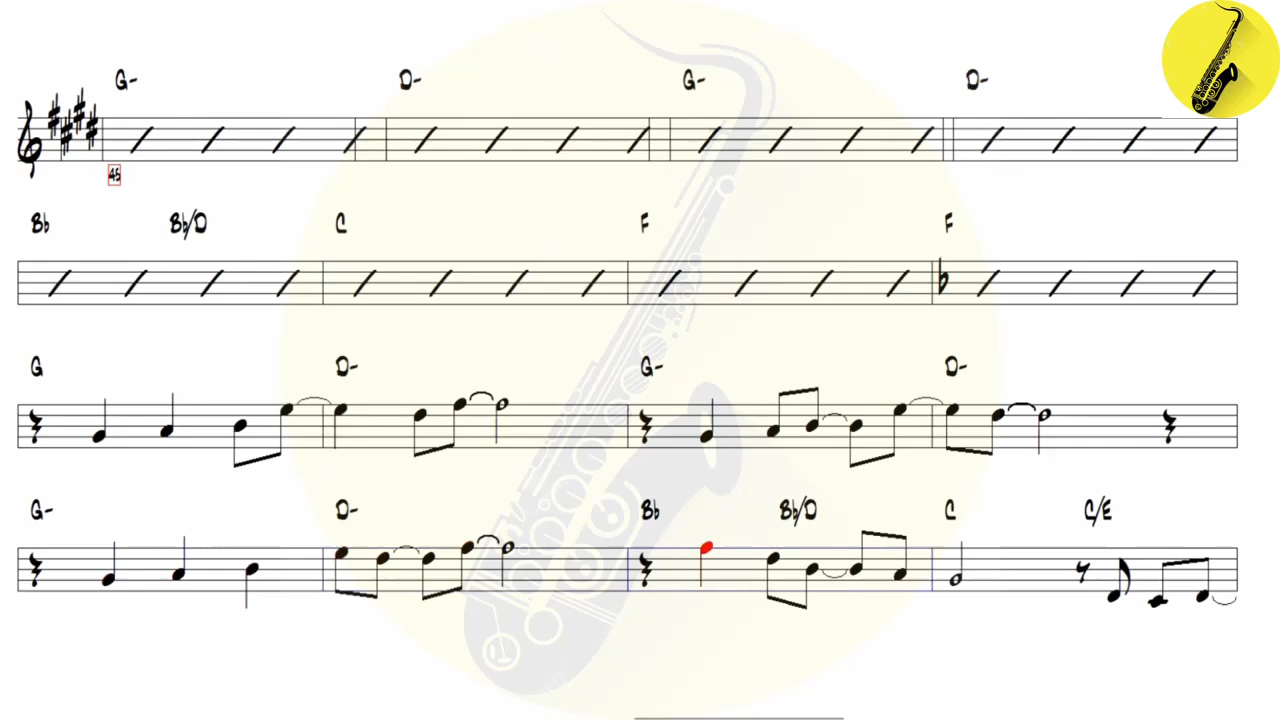 G- D- G- D-
45
Bb Bb/D C F F
G D- G- D-
G- D- Bb Bb/D C C/E